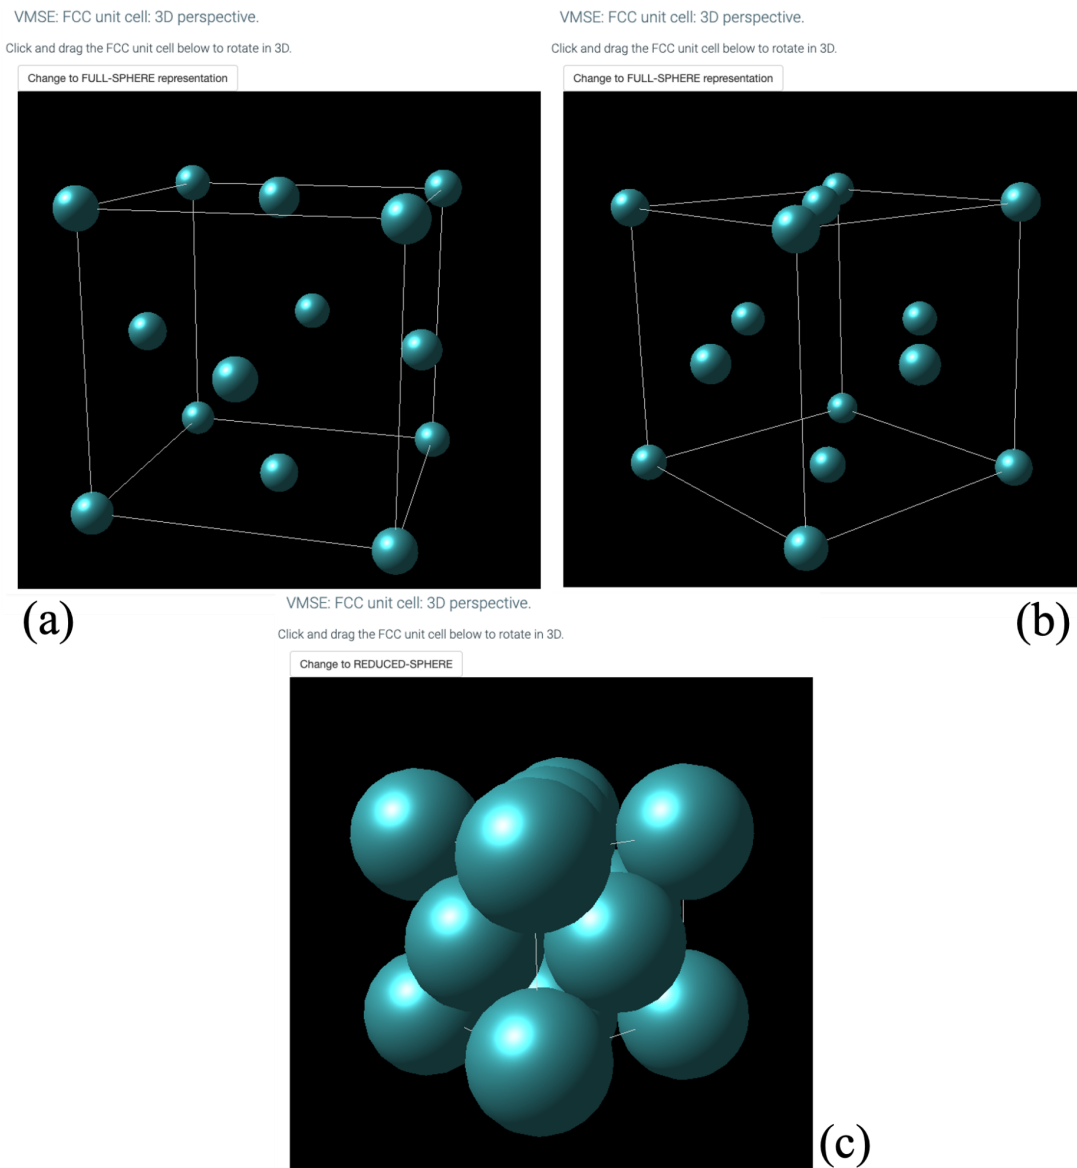 VMSE: FCC unit cell: 3D perspective.
Click and drag the FCC unit cell below to rotate in 3D.
Change to FULL-SPHERE representation
(a)
VMSE: FCC unit cell: 3D perspective.
Click and drag the FCC unit cell below to rotate in 3D.
Change to FULL-SPHERE representation
(b)
VMSE: FCC unit cell: 3D perspective.
Click and drag the FCC unit cell below to rotate in 3D.
Change to REDUCED-SPHERE
(c)